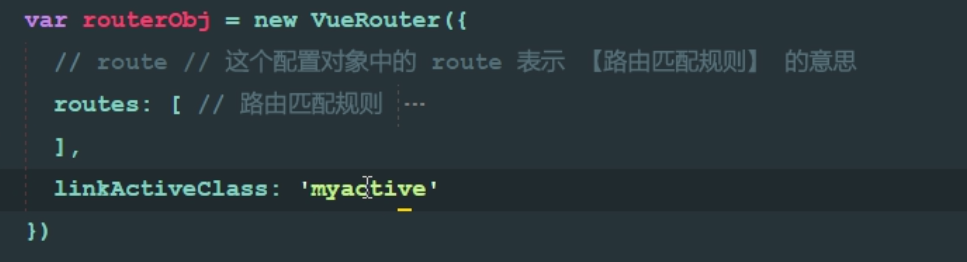 var routerObj = new VueRouter({
// route // 这个配置对象中的 route 表示 【路由匹配规则】 的意思
routes: [ // 路由匹配规则 ···
],
linkActiveClass: 'myactive'
})